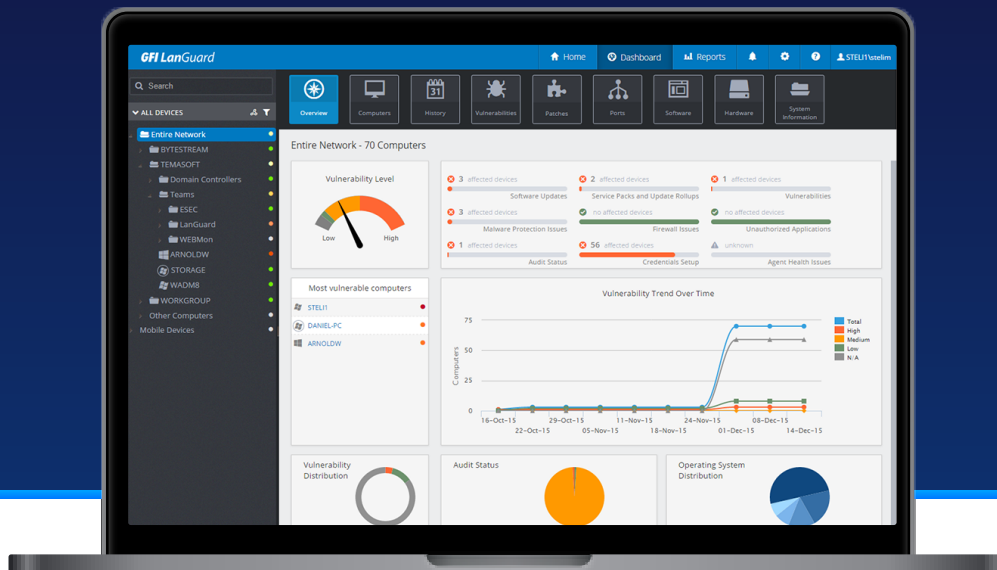 GFI LanGuard
Home
Dashboard
Reports
STELI1\stelim
Search
ALL DEVICES
Entire Network
BYTESTREAM
TEMASOFT
Domain Controllers
Teams
ESEC
LanGuard
WEBMon
ARNOLDW
STORAGE
WADM8
WORKGROUP
Other Computers
Mobile Devices
Overview
Computers
31
History
Vulnerabilities
Patches
Ports
Software
Hardware
System
Information
Entire Network - 70 Computers
Vulnerability Level
Low
High
3 affected devices
Software Updates
2 affected devices
Service Packs and Update Rollups
1 affected devices
Vulnerabilities
3 affected devices
Malware Protection Issues
no affected devices
Firewall Issues
no affected devices
Unauthorized Applications
1 affected devices
Audit Status
56 affected devices
Credentials Setup
unknown
Agent Health Issues
Most vulnerable computers
STELI1
DANIEL-PC
ARNOLDW
Vulnerability Trend Over Time
Computers
75
50
25
0
16-Oct-15
22-Oct-15
29-Oct-15
05-Nov-15
11-Nov-15
18-Nov-15
24-Nov-15
01-Dec-15
08-Dec-15
14-Dec-15
Total
High
Medium
Low
N/A
Vulnerability
Distribution
Audit Status
Operating System
Distribution